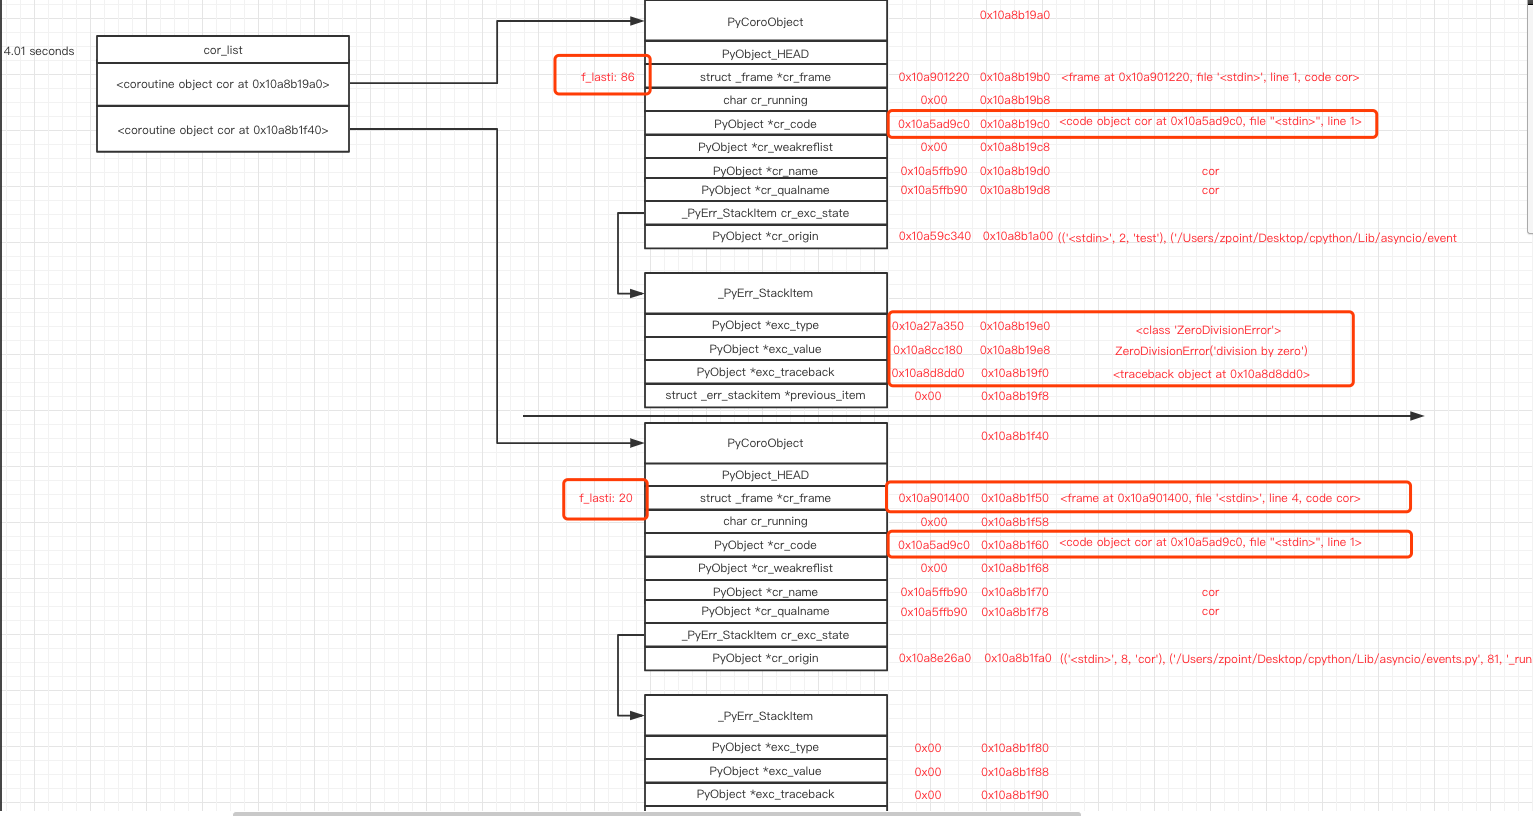 4.01 seconds
cor_list
<coroutine object cor at 0x10a8b19a0>
<coroutine object cor at 0x10a8b1f40>
PyCoroObject 0x10a8b19a0
PyObject_HEAD
f_lasti: 86 struct _frame *cr_frame 0x10a901220 0x10a8b19b0 <frame at 0x10a901220, file '<stdin>', line 1, code cor>
char cr_running 0x00 0x10a8b19b8
PyObject *cr_code 0x10a5ad9c0 0x10a8b19c0 <code object cor at 0x10a5ad9c0, file "<stdin>", line 1>
PyObject *cr_weakreflist 0x00 0x10a8b19c8
PyObject *cr_name 0x10a5ffb90 0x10a8b19d0 cor
PyObject *cr_qualname 0x10a5ffb90 0x10a8b19d8 cor
_PyErr_StackItem cr_exc_state
PyObject *cr_origin 0x10a59c340 0x10a8b1a00 (('<stdin>', 2, 'test'), ('/Users/zpoint/Desktop/cpython/Lib/asyncio/event
_PyErr_StackItem
PyObject *exc_type 0x10a27a350 0x10a8b19e0 <class 'ZeroDivisionError'>
PyObject *exc_value 0x10a8cc180 0x10a8b19e8 ZeroDivisionError('division by zero')
PyObject *exc_traceback 0x10a8d8dd0 0x10a8b19f0 <traceback object at 0x10a8d8dd0>
struct _err_stackitem *previous_item 0x00 0x10a8b19f8
PyCoroObject 0x10a8b1f40
PyObject_HEAD
f_lasti: 20 struct _frame *cr_frame 0x10a901400 0x10a8b1f50 <frame at 0x10a901400, file '<stdin>', line 4, code cor>
char cr_running 0x00 0x10a8b1f58
PyObject *cr_code 0x10a5ad9c0 0x10a8b1f60 <code object cor at 0x10a5ad9c0, file "<stdin>", line 1>
PyObject *cr_weakreflist 0x00 0x10a8b1f68
PyObject *cr_name 0x10a5ffb90 0x10a8b1f70 cor
PyObject *cr_qualname 0x10a5ffb90 0x10a8b1f78 cor
_PyErr_StackItem cr_exc_state
PyObject *cr_origin 0x10a8e26a0 0x10a8b1fa0 (('<stdin>', 8, 'cor'), ('/Users/zpoint/Desktop/cpython/Lib/asyncio/events.py', 81, '_run
_PyErr_StackItem
PyObject *exc_type 0x00 0x10a8b1f80
PyObject *exc_value 0x00 0x10a8b1f88
PyObject *exc_traceback 0x00 0x10a8b1f90